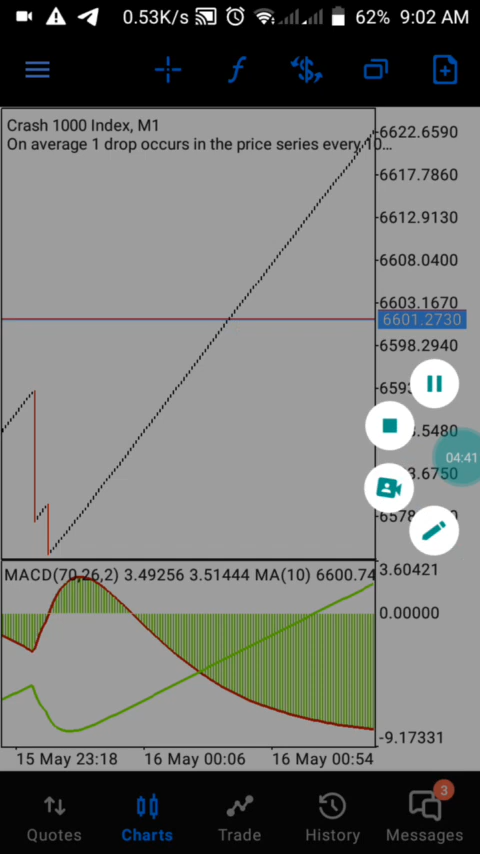 0.53K/s 62% 9:02 AM
Crash 1000 Index, M1
On average 1 drop occurs in the price series every 10...
6622.6590
6617.7860
6612.9130
6608.0400
6603.1670
6601.2730
6598.2940
04:41
MACD(70,26,2) 3.49256 3.51444 MA(10) 6600.74
3.60421
0.00000
-9.17331
15 May 23:18 16 May 00:06 16 May 00:54
3
Quotes Charts Trade History Messages